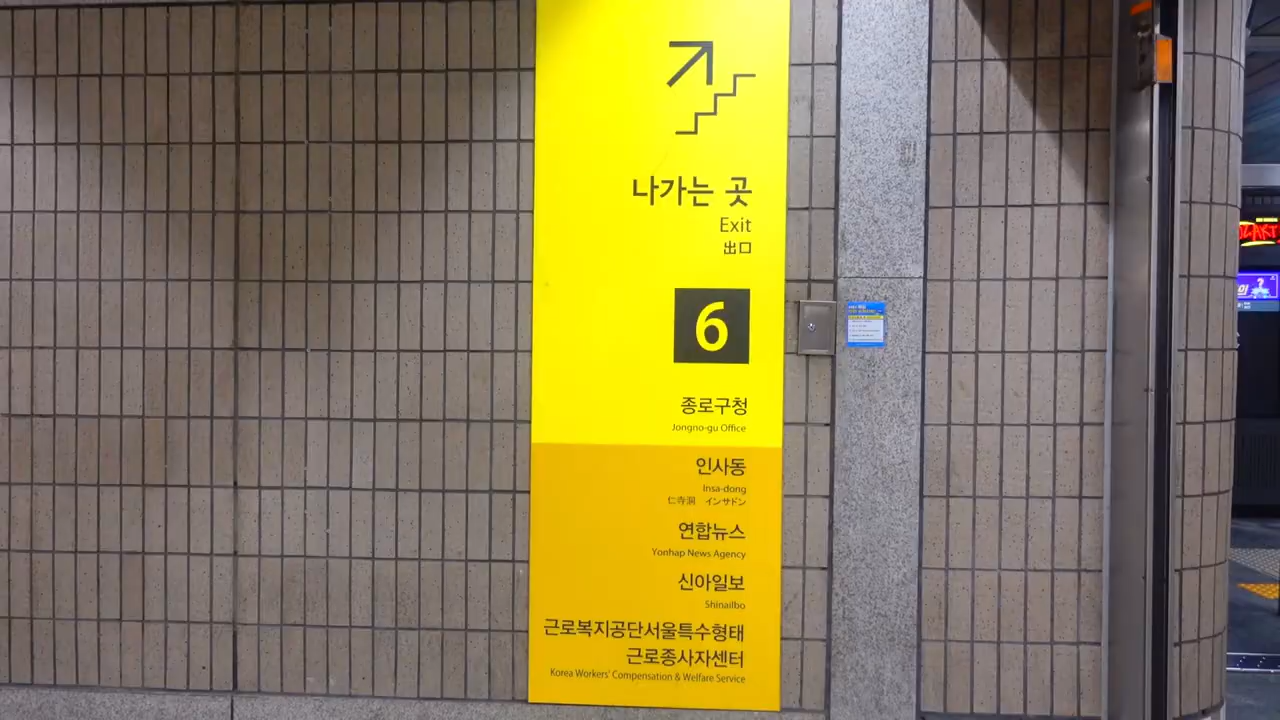 나가는 곳
Exit
出口
6
종로구청
Jongno-gu Office
인사동
Insa-dong
仁寺洞 インサドン
연합뉴스
Yonhap News Agency
신아일보
Shinailbo
근로복지공단서울특수형태
근로종사자센터
Korea Workers' Compensation & Welfare Service